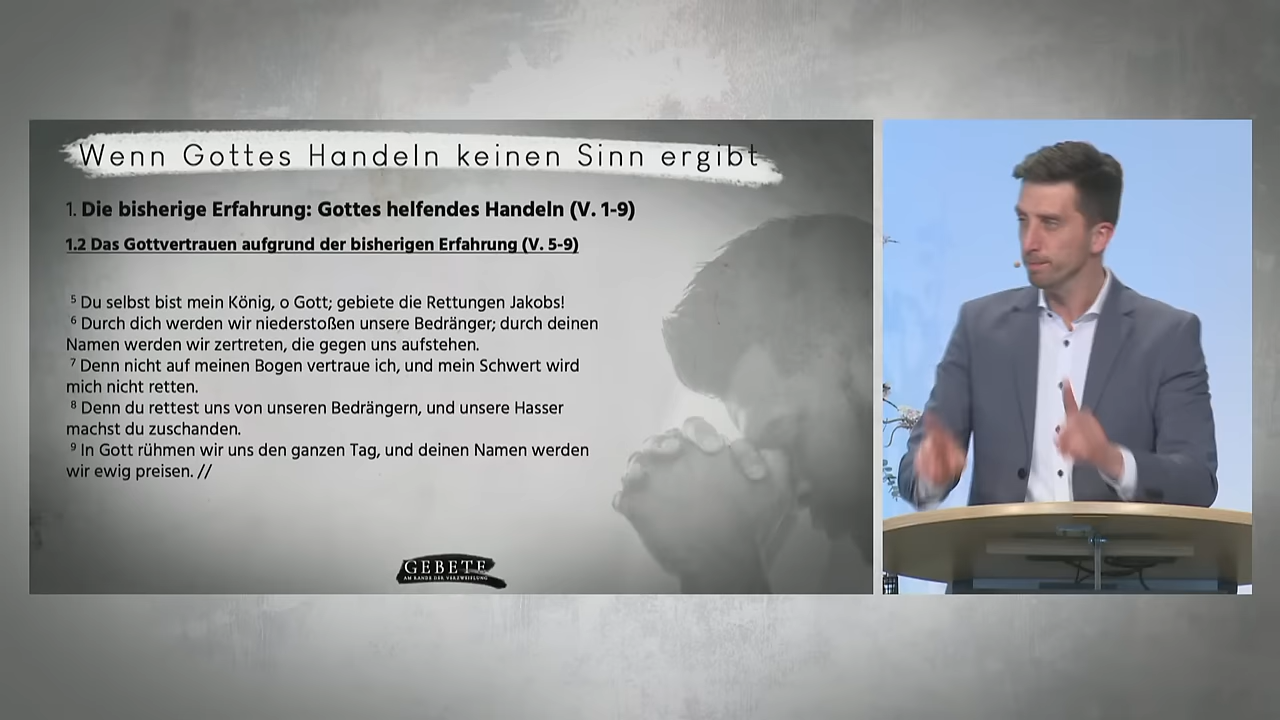 Wenn Gottes Handeln keinen Sinn ergibt
1. Die bisherige Erfahrung: Gottes helfendes Handeln (V. 1-9)
1.2 Das Gottvertrauen aufgrund der bisherigen Erfahrung (V. 5-9)
5 Du selbst bist mein König, o Gott; gebiete die Rettungen Jakobs!
6 Durch dich werden wir niederstoßen unsere Bedränger; durch deinen
Namen werden wir zertreten, die gegen uns aufstehen.
7 Denn nicht auf meinen Bogen vertraue ich, und mein Schwert wird
mich nicht retten.
8 Denn du rettest uns von unseren Bedrängern, und unsere Hasser
machst du zuschanden.
9 In Gott rühmen wir uns den ganzen Tag, und deinen Namen werden
wir ewig preisen. //
GEBETE
AM RANDE DER VERZWEIFLUNG